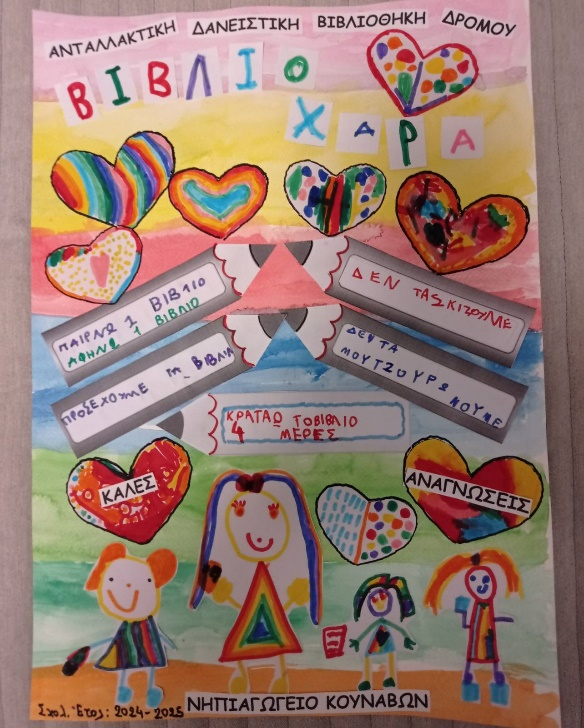 ΑΝΤΑΛΛΑΚΤΙΚΗ ΔΑΝΕΙΣΤΙΚΗ ΒΙΒΛΙΟΘΗΚΗ ΔΡΟΜΟΥ
ΒΙΒΛΙΟ
ΧΑΡΑ
ΠΑΙΡΝΩ 1 ΒΙΒΛΙΟ
ΑΦΗΝΩ 1 ΒΙΒΛΙΟ
ΔΕΝ ΤΑ ΣΚΙΖΟΥΜΕ
ΠΡΟΣΕΧΟΥΜΕ ΤΑ ΒΙΒΛΙΑ
ΔΕΝ ΤΑ
ΜΟΥΤΖΟΥΡΩΝΟΥΜΕ
ΚΡΑΤΑΩ ΤΟ ΒΙΒΛΙΟ
4 ΜΕΡΕΣ
ΚΑΛΕΣ
ΑΝΑΓΝΩΣΕΙΣ
Σχολ. Έτος: 2024-2025
ΝΗΠΙΑΓΩΓΕΙΟ ΚΟΥΝΑΒΩΝ